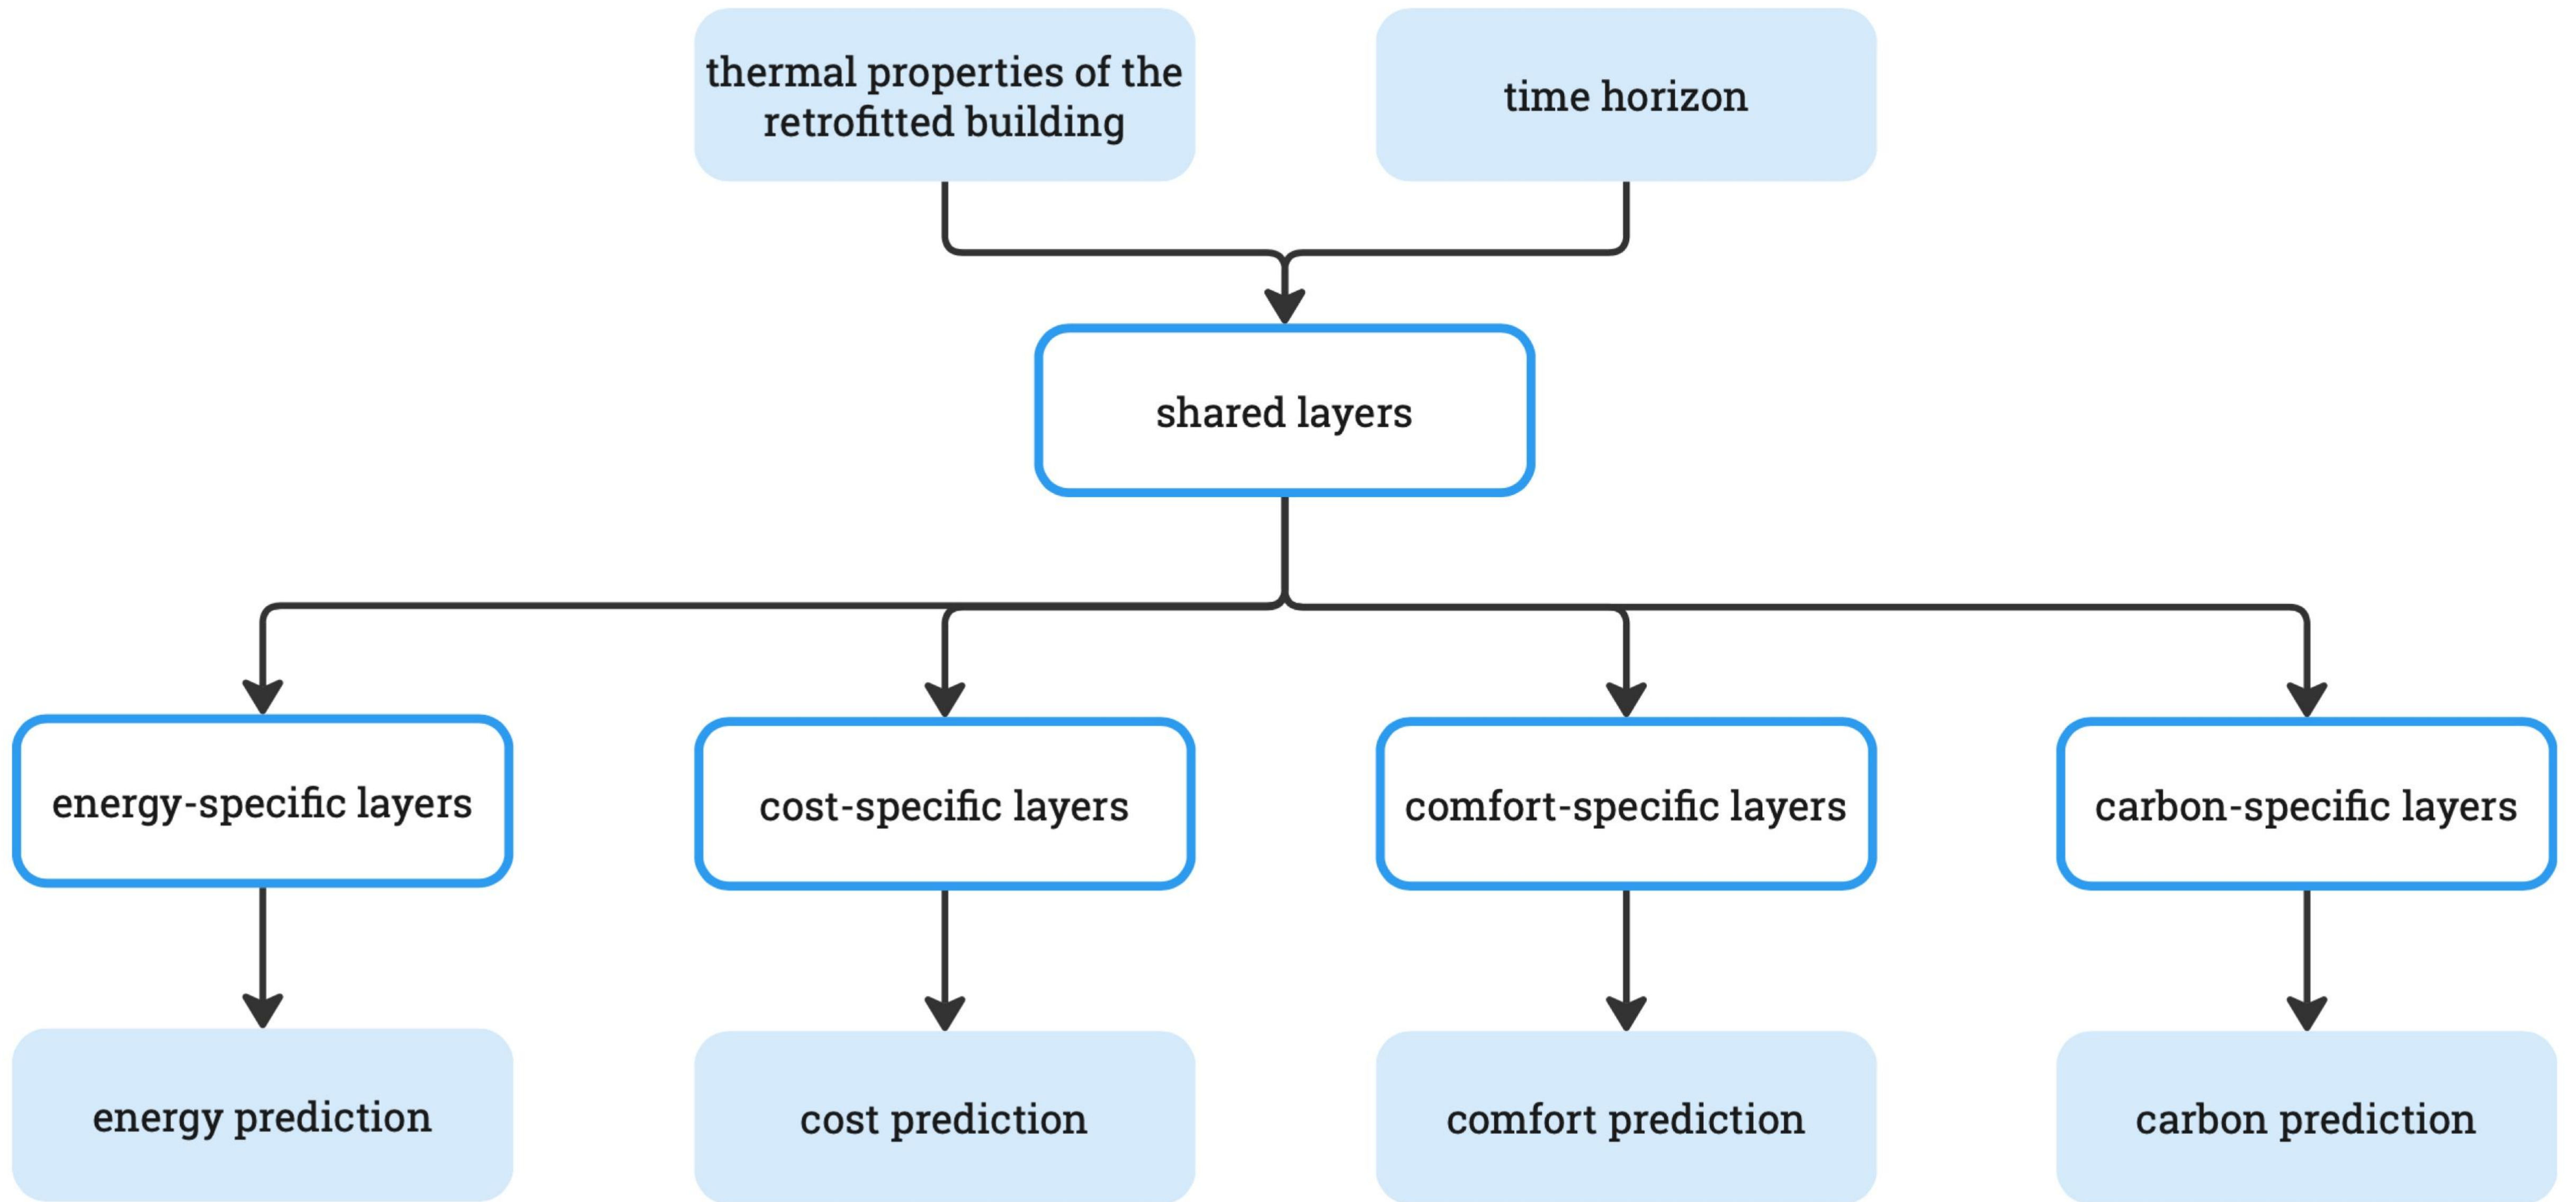 thermal properties of the
retrofitted building
time horizon
shared layers
energy-specific layers
cost-specific layers
comfort-specific layers
carbon-specific layers
energy prediction
cost prediction
comfort prediction
carbon prediction